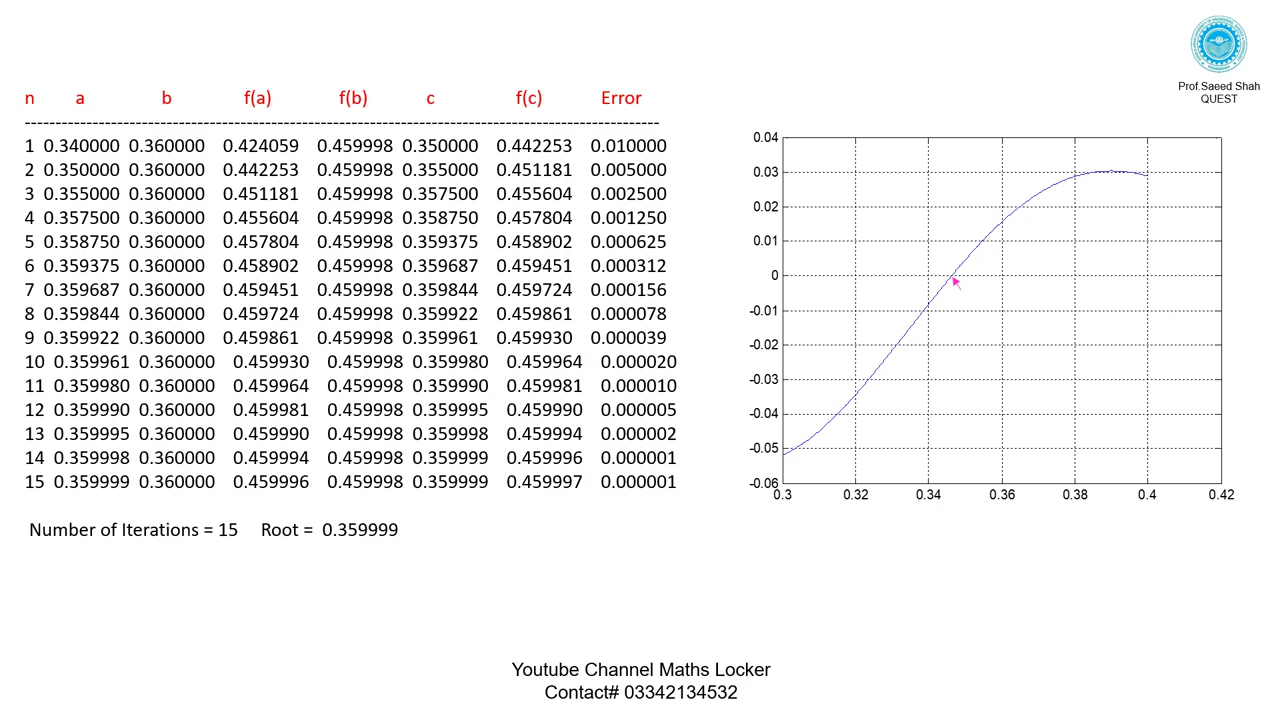 Prof.Saeed Shah
QUEST
n a b f(a) f(b) c f(c) Error
---------------------------------------------------------------------------------------------------------
1 0.340000 0.360000 0.424059 0.459998 0.350000 0.442253 0.010000
2 0.350000 0.360000 0.442253 0.459998 0.355000 0.451181 0.005000
3 0.355000 0.360000 0.451181 0.459998 0.357500 0.455604 0.002500
4 0.357500 0.360000 0.455604 0.459998 0.358750 0.457804 0.001250
5 0.358750 0.360000 0.457804 0.459998 0.359375 0.458902 0.000625
6 0.359375 0.360000 0.458902 0.459998 0.359687 0.459451 0.000312
7 0.359687 0.360000 0.459451 0.459998 0.359844 0.459724 0.000156
8 0.359844 0.360000 0.459724 0.459998 0.359922 0.459861 0.000078
9 0.359922 0.360000 0.459861 0.459998 0.359961 0.459930 0.000039
10 0.359961 0.360000 0.459930 0.459998 0.359980 0.459964 0.000020
11 0.359980 0.360000 0.459964 0.459998 0.359990 0.459981 0.000010
12 0.359990 0.360000 0.459981 0.459998 0.359995 0.459990 0.000005
13 0.359995 0.360000 0.459990 0.459998 0.359998 0.459994 0.000002
14 0.359998 0.360000 0.459994 0.459998 0.359999 0.459996 0.000001
15 0.359999 0.360000 0.459996 0.459998 0.359999 0.459997 0.000001
Number of Iterations = 15 Root = 0.359999
0.04
0.03
0.02
0.01
0
-0.01
-0.02
-0.03
-0.04
-0.05
-0.06
0.3 0.32 0.34 0.36 0.38 0.4 0.42
Youtube Channel Maths Locker
Contact# 03342134532